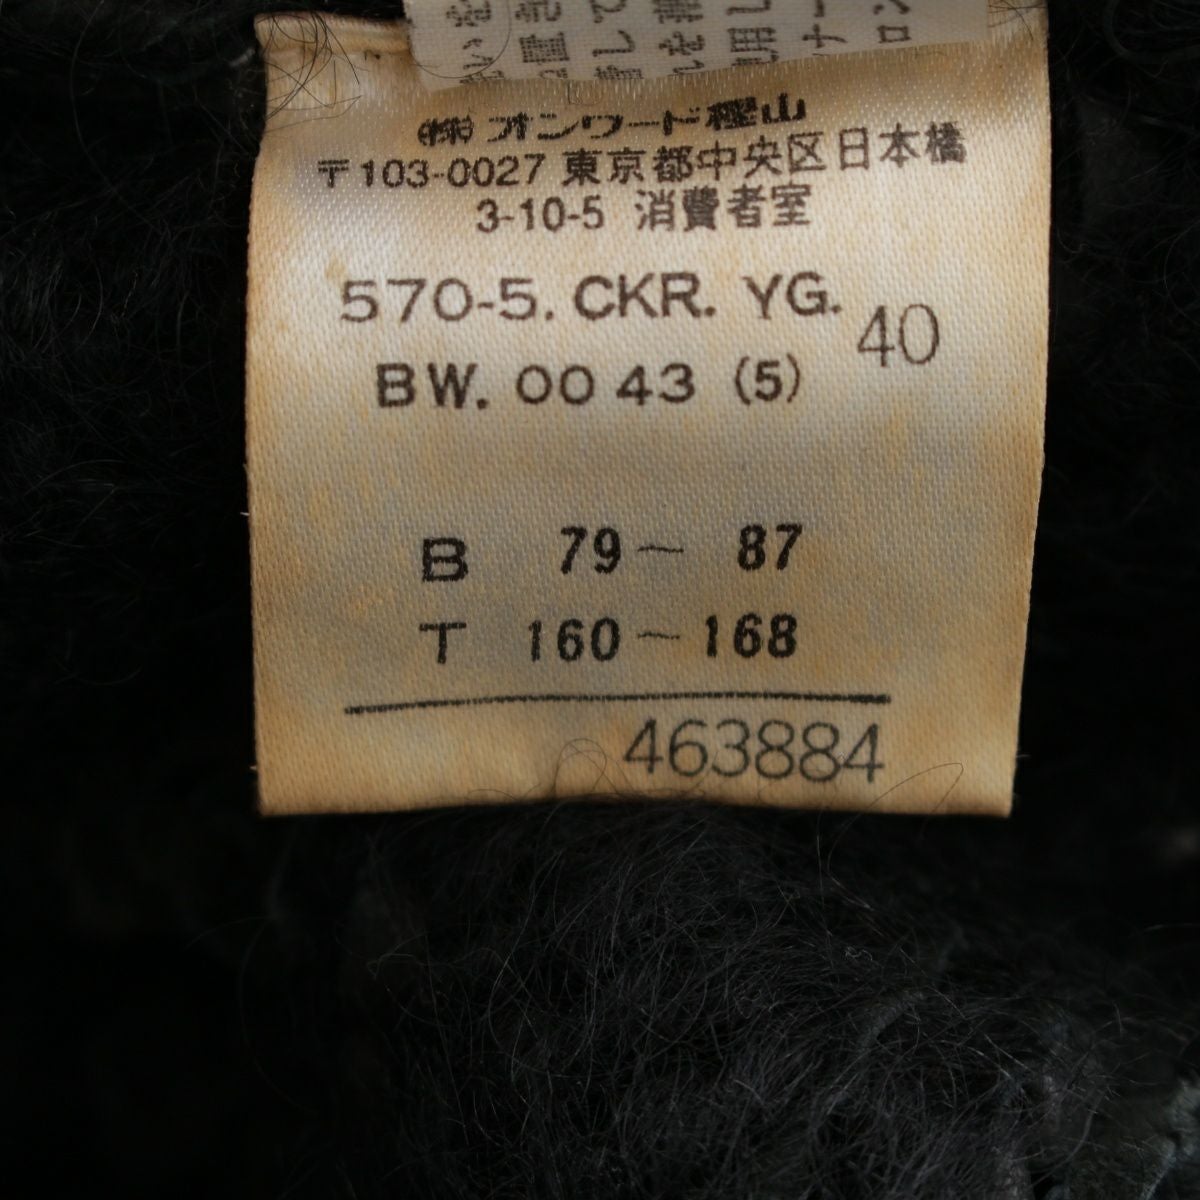 ㈱オンワード樫山
〒103-0027 東京都中央区日本橋
3-10-5 消費者室
570-5. CKR. YG. 40
BW. 0043 (5)
B 79〜87
T 160〜168
463884